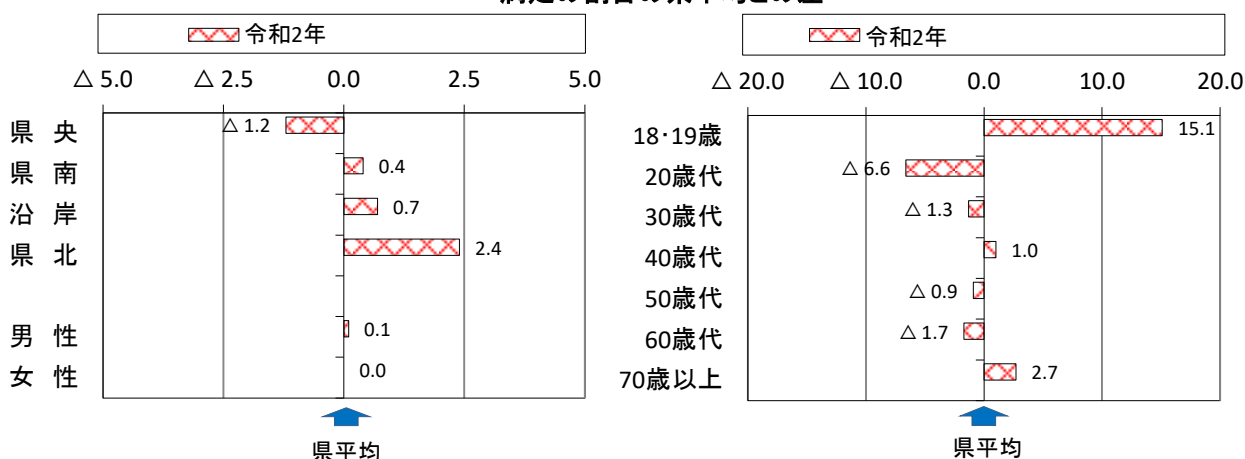 令和2年
△ 5.0 △ 2.5 0.0 2.5 5.0
県 央 △ 1.2
県 南 0.4
沿 岸 0.7
県 北 2.4
男 性 0.1
女 性 0.0
県平均
令和2年
△ 20.0 △ 10.0 0.0 10.0 20.0
18･19歳 15.1
20歳代 △ 6.6
30歳代 △ 1.3
40歳代 1.0
50歳代 △ 0.9
60歳代 △ 1.7
70歳以上 2.7
県平均